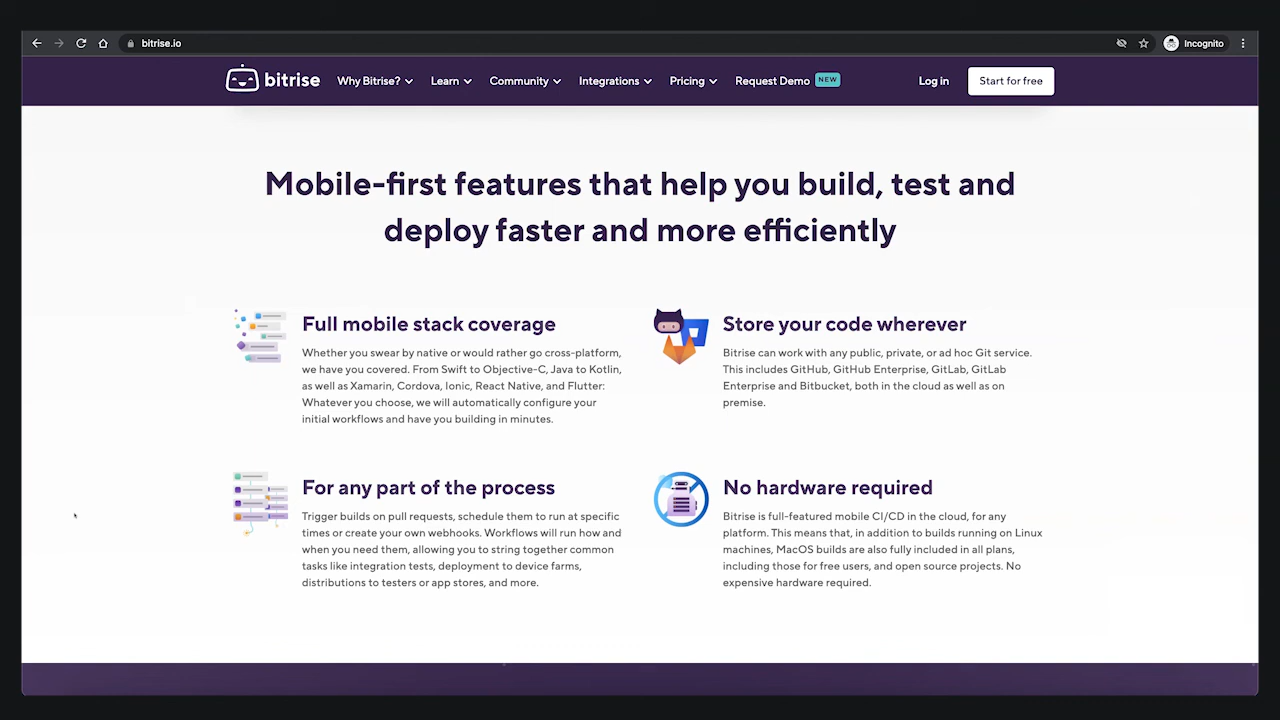 bitrise.io
Incognito
bitrise
Why Bitrise?
Learn
Community
Integrations
Pricing
Request Demo
NEW
Log in
Start for free
Mobile-first features that help you build, test and
deploy faster and more efficiently
Full mobile stack coverage
Whether you swear by native or would rather go cross-platform,
we have you covered. From Swift to Objective-C, Java to Kotlin,
as well as Xamarin, Cordova, Ionic, React Native, and Flutter:
Whatever you choose, we will automatically configure your
initial workflows and have you building in minutes.
Store your code wherever
Bitrise can work with any public, private, or ad hoc Git service.
This includes GitHub, GitHub Enterprise, GitLab, GitLab
Enterprise and Bitbucket, both in the cloud as well as on
premise.
For any part of the process
Trigger builds on pull requests, schedule them to run at specific
times or create your own webhooks. Workflows will run how and
when you need them, allowing you to string together common
tasks like integration tests, deployment to device farms,
distributions to testers or app stores, and more.
No hardware required
Bitrise is full-featured mobile CI/CD in the cloud, for any
platform. This means that, in addition to builds running on Linux
machines, MacOS builds are also fully included in all plans,
including those for free users, and open source projects. No
expensive hardware required.